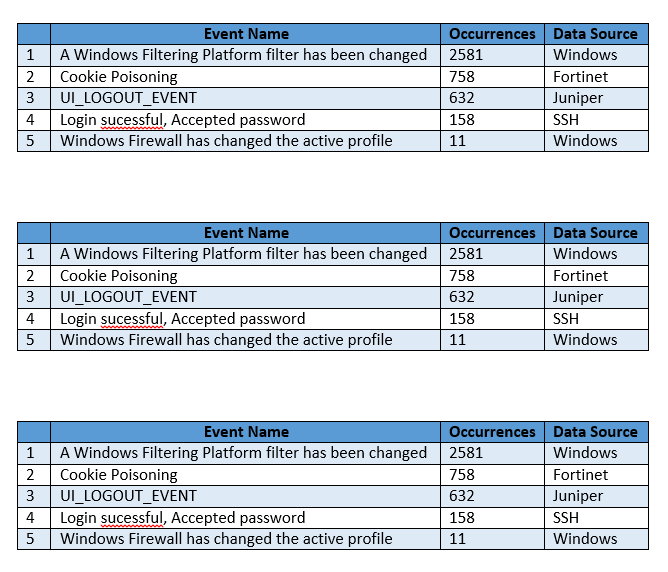 Event Name Occurrences Data Source
1 A Windows Filtering Platform filter has been changed 2581 Windows
2 Cookie Poisoning 758 Fortinet
3 UI_LOGOUT_EVENT 632 Juniper
4 Login sucessful, Accepted password 158 SSH
5 Windows Firewall has changed the active profile 11 Windows
Event Name Occurrences Data Source
1 A Windows Filtering Platform filter has been changed 2581 Windows
2 Cookie Poisoning 758 Fortinet
3 UI_LOGOUT_EVENT 632 Juniper
4 Login sucessful, Accepted password 158 SSH
5 Windows Firewall has changed the active profile 11 Windows
Event Name Occurrences Data Source
1 A Windows Filtering Platform filter has been changed 2581 Windows
2 Cookie Poisoning 758 Fortinet
3 UI_LOGOUT_EVENT 632 Juniper
4 Login sucessful, Accepted password 158 SSH
5 Windows Firewall has changed the active profile 11 Windows